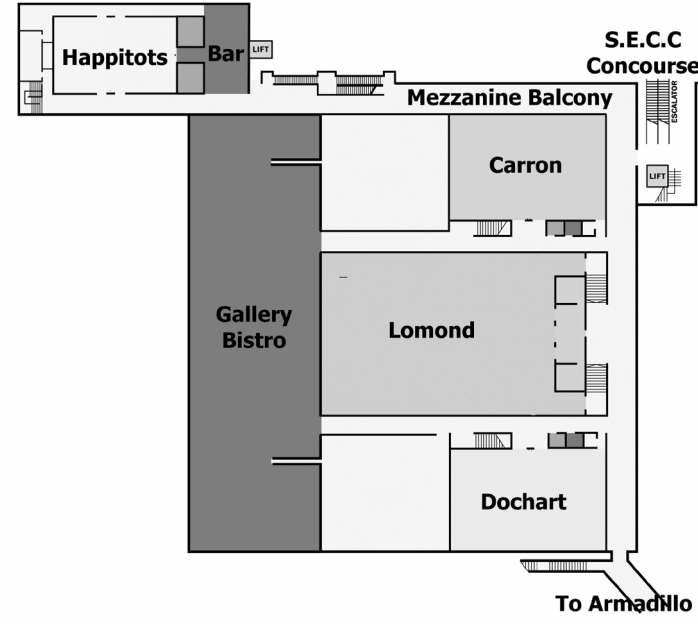 S.E.C.C
Concourse
Happitots
Bar
LIFT
Mezzanine Balcony
ESCALATOR
LIFT
Carron
Gallery
Bistro
Lomond
Dochart
To Armadillo